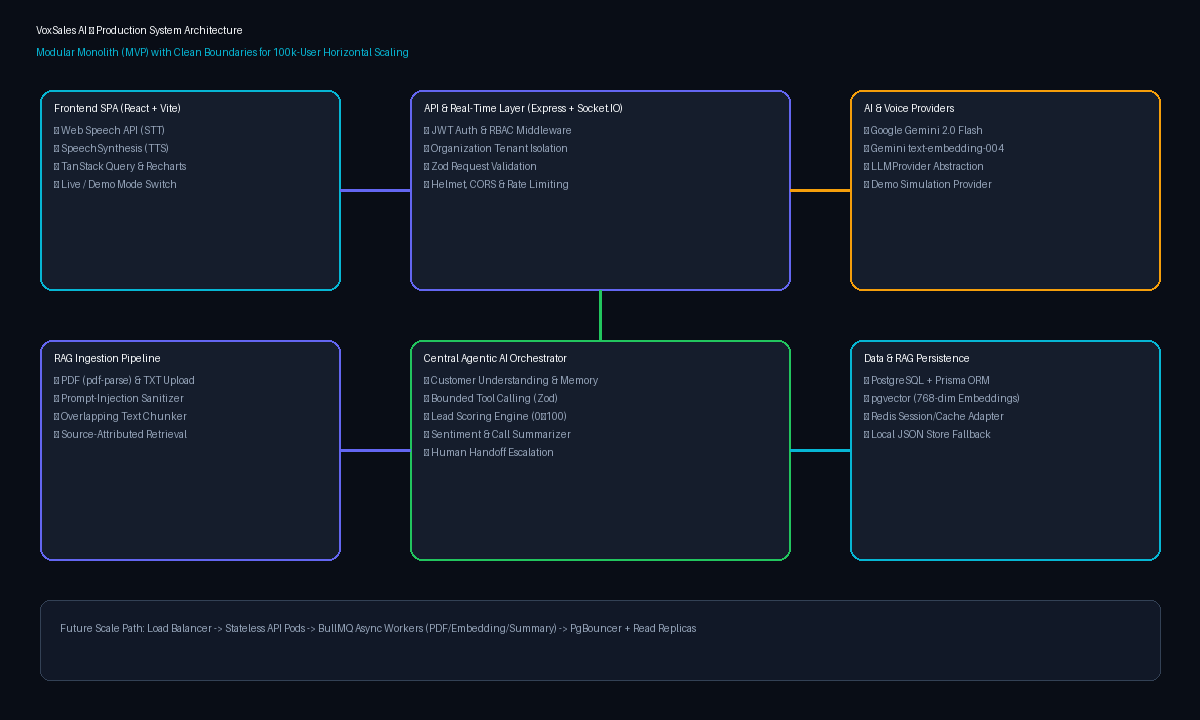 VoxSales AI ▯ Production System Architecture
Modular Monolith (MVP) with Clean Boundaries for 100k-User Horizontal Scaling
Frontend SPA (React + Vite)
▯ Web Speech API (STT)
▯ SpeechSynthesis (TTS)
▯ TanStack Query & Recharts
▯ Live / Demo Mode Switch
API & Real-Time Layer (Express + Socket.IO)
▯ JWT Auth & RBAC Middleware
▯ Organization Tenant Isolation
▯ Zod Request Validation
▯ Helmet, CORS & Rate Limiting
AI & Voice Providers
▯ Google Gemini 2.0 Flash
▯ Gemini text-embedding-004
▯ LLMProvider Abstraction
▯ Demo Simulation Provider
RAG Ingestion Pipeline
▯ PDF (pdf-parse) & TXT Upload
▯ Prompt-Injection Sanitizer
▯ Overlapping Text Chunker
▯ Source-Attributed Retrieval
Central Agentic AI Orchestrator
▯ Customer Understanding & Memory
▯ Bounded Tool Calling (Zod)
▯ Lead Scoring Engine (0▯100)
▯ Sentiment & Call Summarizer
▯ Human Handoff Escalation
Data & RAG Persistence
▯ PostgreSQL + Prisma ORM
▯ pgvector (768-dim Embeddings)
▯ Redis Session/Cache Adapter
▯ Local JSON Store Fallback
Future Scale Path: Load Balancer -> Stateless API Pods -> BullMQ Async Workers (PDF/Embedding/Summary) -> PgBouncer + Read Replicas